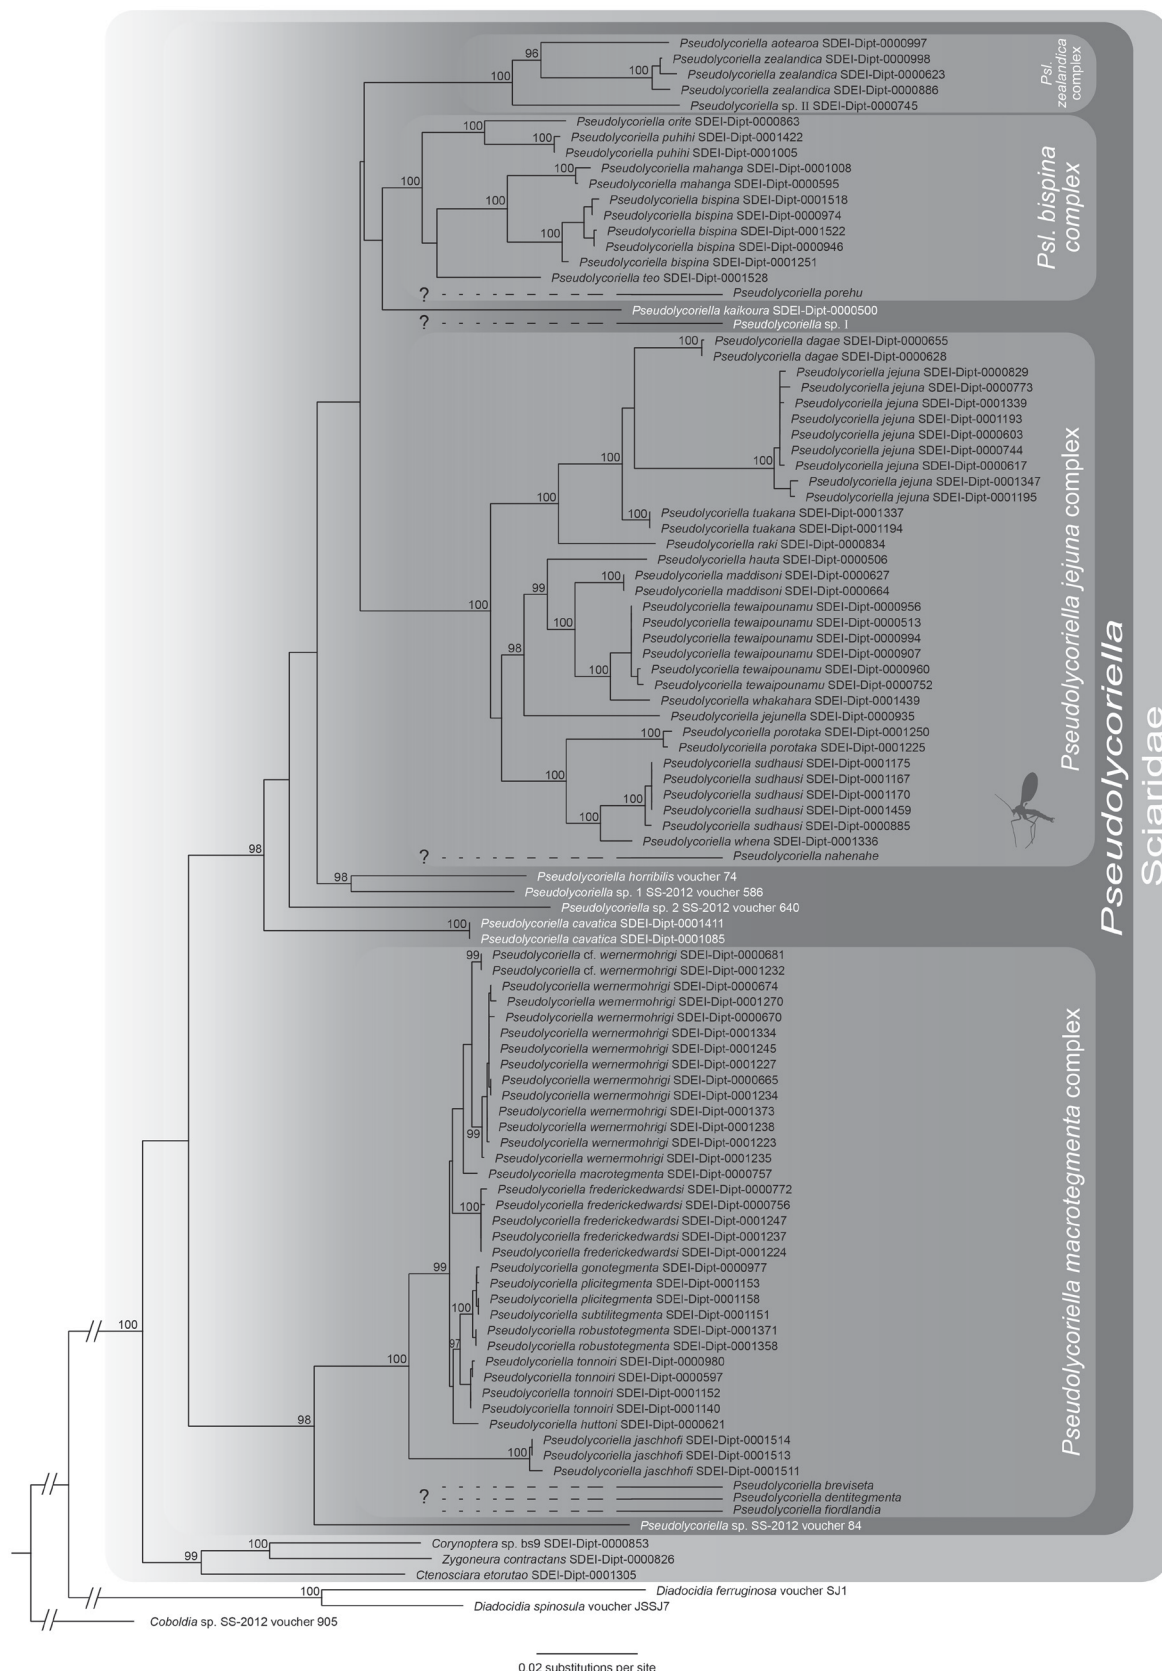 Pseudolycoriella aotearoa SDEI-Dipt-0000997
96
Pseudolycoriella zealandica SDEI-Dipt-0000998
100
Pseudolycoriella zealandica SDEI-Dipt-0000623
100
Pseudolycoriella zealandica SDEI-Dipt-0000886
Pseudolycoriella sp. II SDEI-Dipt-0000745
Psl.
zealandica
complex
Pseudolycoriella orite SDEI-Dipt-0000863
100
Pseudolycoriella puhihi SDEI-Dipt-0001422
100
Pseudolycoriella puhihi SDEI-Dipt-0001005
Pseudolycoriella mahanga SDEI-Dipt-0001008
100
Pseudolycoriella mahanga SDEI-Dipt-0000595
100
Pseudolycoriella bispina SDEI-Dipt-0001518
100
Pseudolycoriella bispina SDEI-Dipt-0000974
Pseudolycoriella bispina SDEI-Dipt-0001522
100
Pseudolycoriella bispina SDEI-Dipt-0000946
Pseudolycoriella bispina SDEI-Dipt-0001251
Pseudolycoriella teo SDEI-Dipt-0001528
? Pseudolycoriella porehu
Psl. bispina
complex
Pseudolycoriella kaikoura SDEI-Dipt-0000500
? Pseudolycoriella sp. I
Pseudolycoriella dagae SDEI-Dipt-0000655
100
Pseudolycoriella dagae SDEI-Dipt-0000628
Pseudolycoriella jejuna SDEI-Dipt-0000829
Pseudolycoriella jejuna SDEI-Dipt-0000773
Pseudolycoriella jejuna SDEI-Dipt-0001339
Pseudolycoriella jejuna SDEI-Dipt-0001193
Pseudolycoriella jejuna SDEI-Dipt-0000603
Pseudolycoriella jejuna SDEI-Dipt-0000744
100
100
Pseudolycoriella jejuna SDEI-Dipt-0000617
Pseudolycoriella jejuna SDEI-Dipt-0001347
Pseudolycoriella jejuna SDEI-Dipt-0001195
100
Pseudolycoriella tuakana SDEI-Dipt-0001337
100
Pseudolycoriella tuakana SDEI-Dipt-0001194
Pseudolycoriella raki SDEI-Dipt-0000834
Pseudolycoriella hauta SDEI-Dipt-0000506
Pseudolycoriella maddisoni SDEI-Dipt-0000627
100
99
Pseudolycoriella maddisoni SDEI-Dipt-0000664
100
Pseudolycoriella tewaipounamu SDEI-Dipt-0000956
Pseudolycoriella tewaipounamu SDEI-Dipt-0000513
100
Pseudolycoriella tewaipounamu SDEI-Dipt-0000994
98
Pseudolycoriella tewaipounamu SDEI-Dipt-0000907
Pseudolycoriella tewaipounamu SDEI-Dipt-0000960
100
Pseudolycoriella tewaipounamu SDEI-Dipt-0000752
Pseudolycoriella whakahara SDEI-Dipt-0001439
Pseudolycoriella jejunella SDEI-Dipt-0000935
Pseudolycoriella porotaka SDEI-Dipt-0001250
100
Pseudolycoriella porotaka SDEI-Dipt-0001225
Pseudolycoriella sudhausi SDEI-Dipt-0001175
100
Pseudolycoriella sudhausi SDEI-Dipt-0001167
Pseudolycoriella sudhausi SDEI-Dipt-0001170
100
Pseudolycoriella sudhausi SDEI-Dipt-0001459
100
Pseudolycoriella sudhausi SDEI-Dipt-0000885
Pseudolycoriella whena SDEI-Dipt-0001336
? Pseudolycoriella nahenahe
Pseudolycoriella jejuna complex
98
Pseudolycoriella horribilis voucher 74
98
Pseudolycoriella sp. 1 SS-2012 voucher 586
Pseudolycoriella sp. 2 SS-2012 voucher 640
Pseudolycoriella cavatica SDEI-Dipt-0001411
100
Pseudolycoriella cavatica SDEI-Dipt-0001085
Pseudolycoriella
Sciaridae
Pseudolycoriella cf. wernermohrigi SDEI-Dipt-0000681
99
Pseudolycoriella cf. wernermohrigi SDEI-Dipt-0001232
Pseudolycoriella wernermohrigi SDEI-Dipt-0000674
Pseudolycoriella wernermohrigi SDEI-Dipt-0001270
Pseudolycoriella wernermohrigi SDEI-Dipt-0000670
Pseudolycoriella wernermohrigi SDEI-Dipt-0001334
Pseudolycoriella wernermohrigi SDEI-Dipt-0001245
Pseudolycoriella wernermohrigi SDEI-Dipt-0001227
Pseudolycoriella wernermohrigi SDEI-Dipt-0000665
Pseudolycoriella wernermohrigi SDEI-Dipt-0001234
Pseudolycoriella wernermohrigi SDEI-Dipt-0001373
Pseudolycoriella wernermohrigi SDEI-Dipt-0001238
99
Pseudolycoriella wernermohrigi SDEI-Dipt-0001223
Pseudolycoriella wernermohrigi SDEI-Dipt-0001235
Pseudolycoriella macrotegmenta SDEI-Dipt-0000757
Pseudolycoriella frederickedwardsi SDEI-Dipt-0000772
100
Pseudolycoriella frederickedwardsi SDEI-Dipt-0000756
Pseudolycoriella frederickedwardsi SDEI-Dipt-0001247
Pseudolycoriella frederickedwardsi SDEI-Dipt-0001237
Pseudolycoriella frederickedwardsi SDEI-Dipt-0001224
99
Pseudolycoriella gonotegmenta SDEI-Dipt-0000977
Pseudolycoriella plicitegmenta SDEI-Dipt-0001153
Pseudolycoriella plicitegmenta SDEI-Dipt-0001158
100
Pseudolycoriella subtilitegmenta SDEI-Dipt-0001151
Pseudolycoriella robustotegmenta SDEI-Dipt-0001371
97
Pseudolycoriella robustotegmenta SDEI-Dipt-0001358
100
Pseudolycoriella tonnoiri SDEI-Dipt-0000980
Pseudolycoriella tonnoiri SDEI-Dipt-0000597
Pseudolycoriella tonnoiri SDEI-Dipt-0001152
Pseudolycoriella tonnoiri SDEI-Dipt-0001140
98
Pseudolycoriella huttoni SDEI-Dipt-0000621
Pseudolycoriella jaschhofi SDEI-Dipt-0001514
100
Pseudolycoriella jaschhofi SDEI-Dipt-0001513
Pseudolycoriella jaschhofi SDEI-Dipt-0001511
Pseudolycoriella breviseta
? Pseudolycoriella dentitegmenta
Pseudolycoriella fiordlandia
Pseudolycoriella macrotegmenta complex
100
Pseudolycoriella sp. SS-2012 voucher 84
Corynoptera sp. bs9 SDEI-Dipt-0000853
100
99
Zygoneura contractans SDEI-Dipt-0000826
Ctenosciara etorutao SDEI-Dipt-0001305
Diadocidia ferruginosa voucher SJ1
100
Diadocidia spinosula voucher JSSJ7
Coboldia sp. SS-2012 voucher 905
0.02 substitutions per site